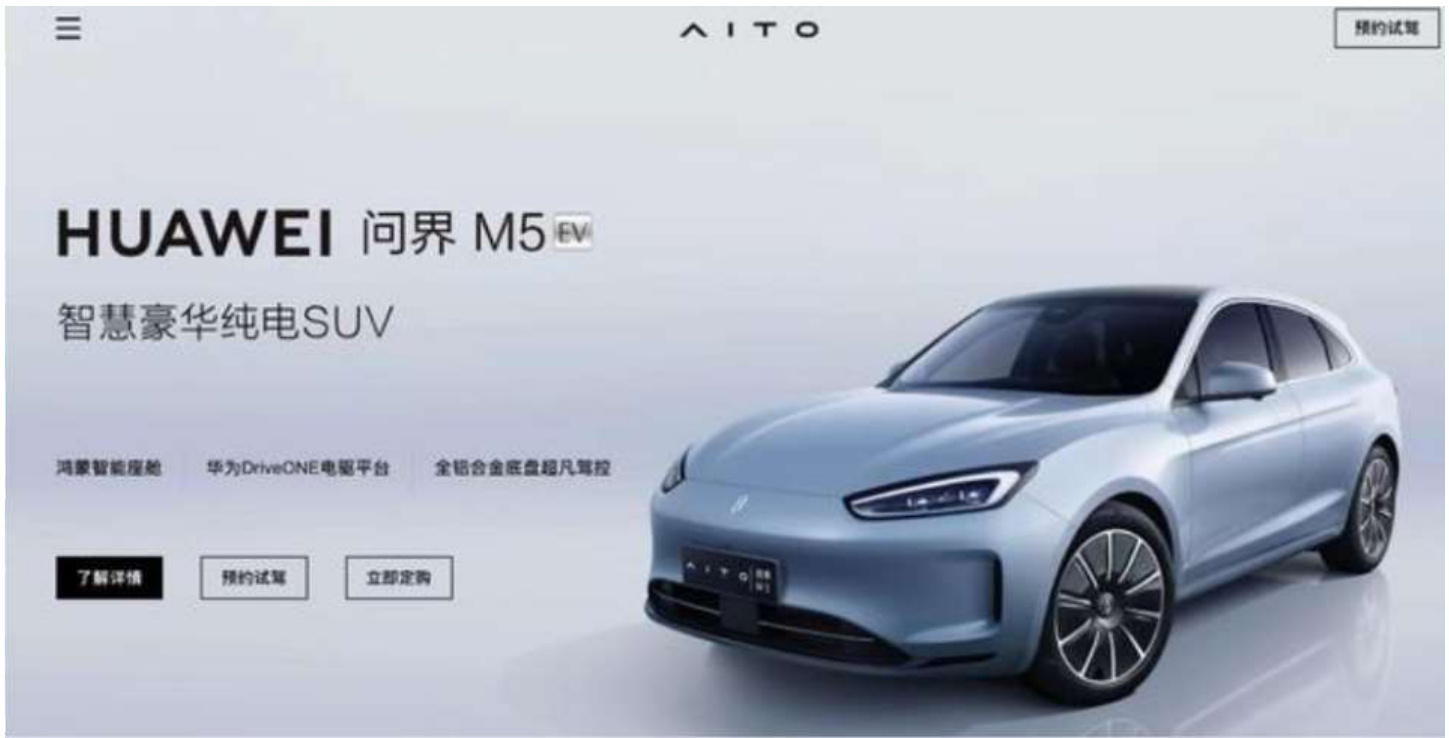 AITO
预约试驾
HUAWEI 问界 M5 EV
智慧豪华纯电SUV
鸿蒙智能座舱
华为DriveONE电驱平台
全铝合金底盘超凡驾控
了解详情
预约试驾
立即定购
AITO